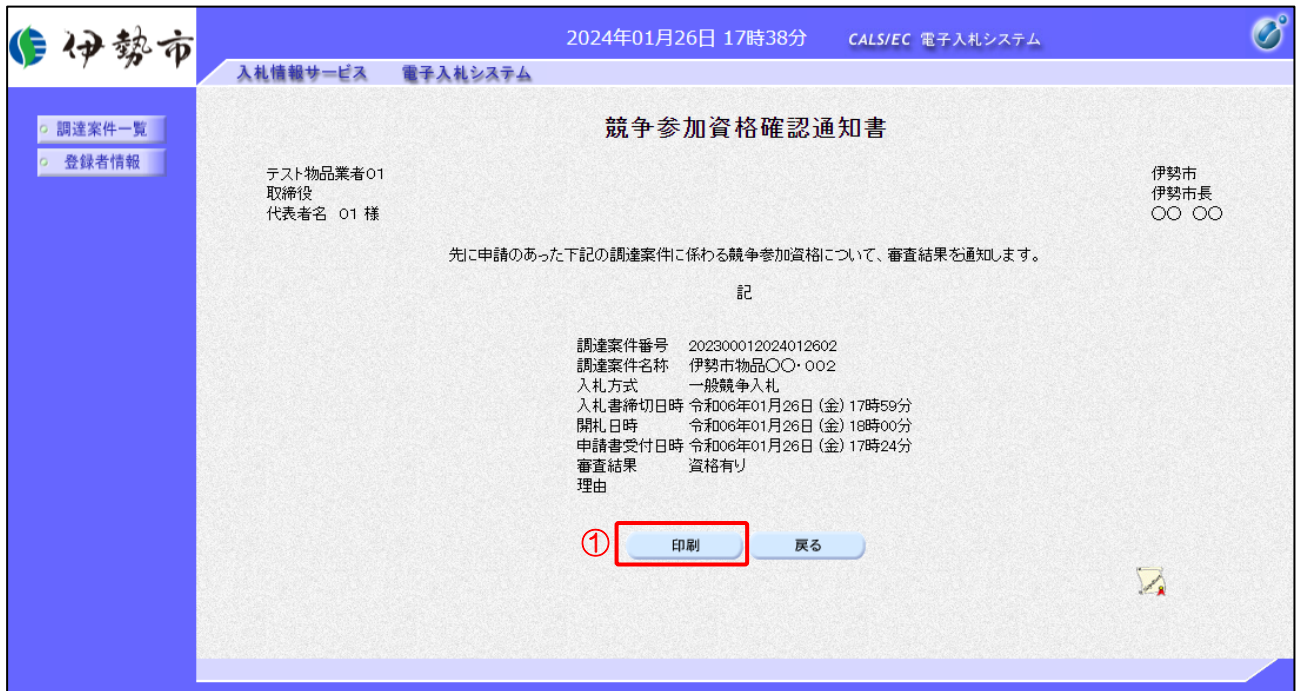 伊勢市
2024年01月26日 17時38分 CALS/EC 電子入札システム
入札情報サービス 電子入札システム
調達案件一覧
登録者情報
競争参加資格確認通知書
テスト物品業者01
取締役
代表者名 01 様
伊勢市
伊勢市長
〇〇 〇〇
先に申請のあった下記の調達案件に係わる競争参加資格について、審査結果を通知します。
記
調達案件番号 202300012024012602
調達案件名称 伊勢市物品〇〇・002
入札方式 一般競争入札
入札書締切日時 令和06年01月26日(金)17時59分
開札日時 令和06年01月26日(金)18時00分
申請書受付日時 令和06年01月26日(金)17時24分
審査結果 資格有り
理由
① 印刷 戻る